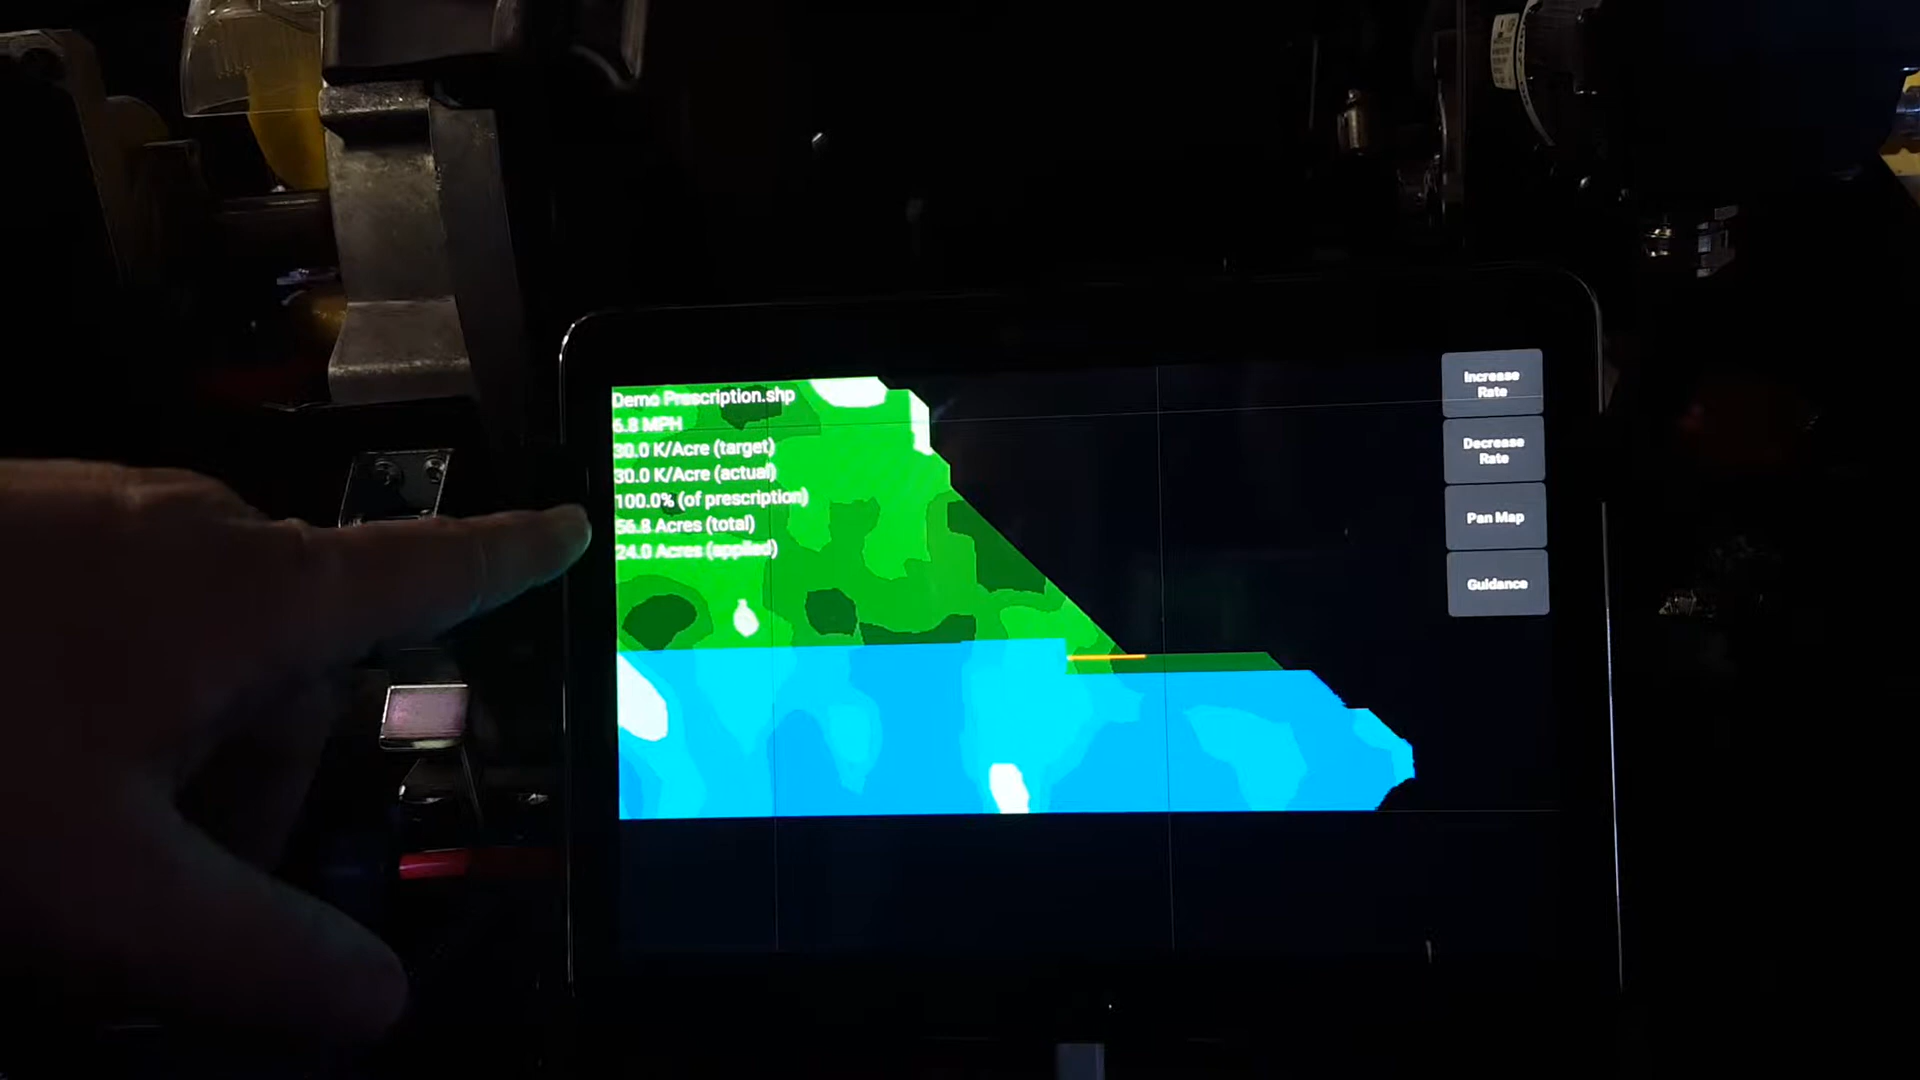 Demo Prescription.shp
5.8 MPH
30.0 K/Acre (target)
30.0 K/Acre (actual)
100.0% (of prescription)
56.8 Acres (total)
24.0 Acres (applied)
Increase
Rate
Decrease
Rate
Pan Map
Guidance